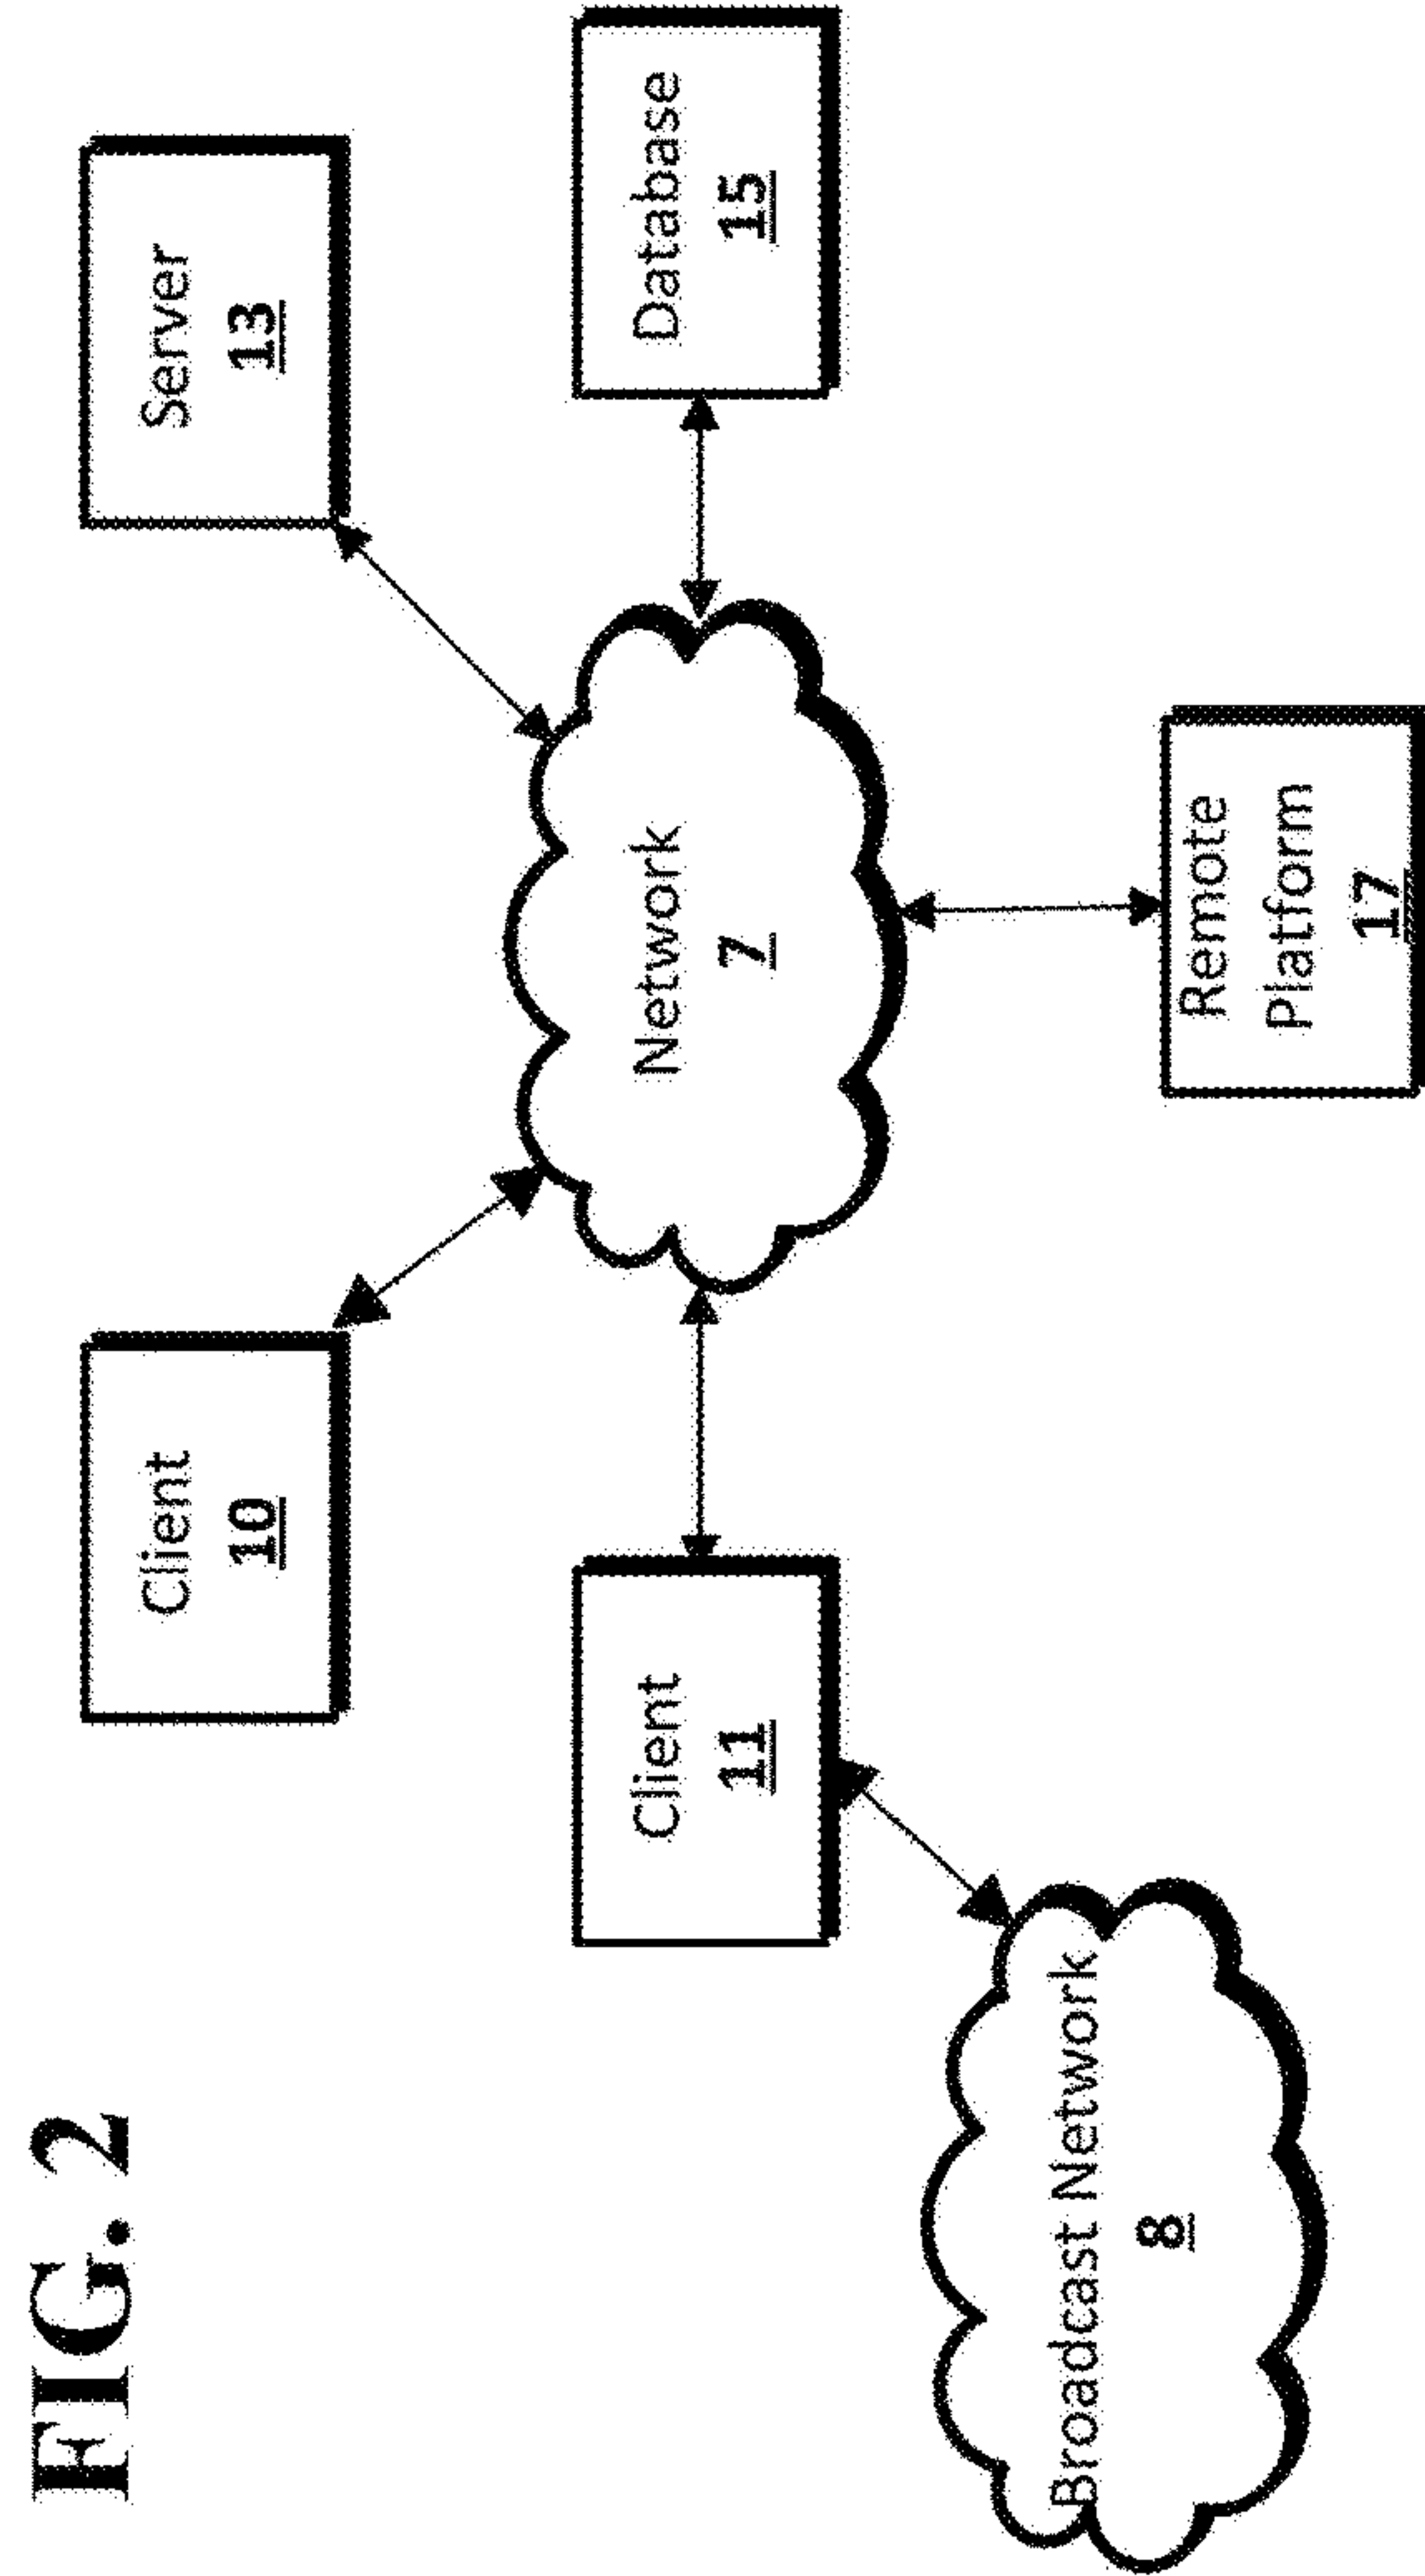 FIG. 2
Client
10
Server
13
Client
11
Network
7
Database
15
Broadcast Network
8
Remote
Platform
17